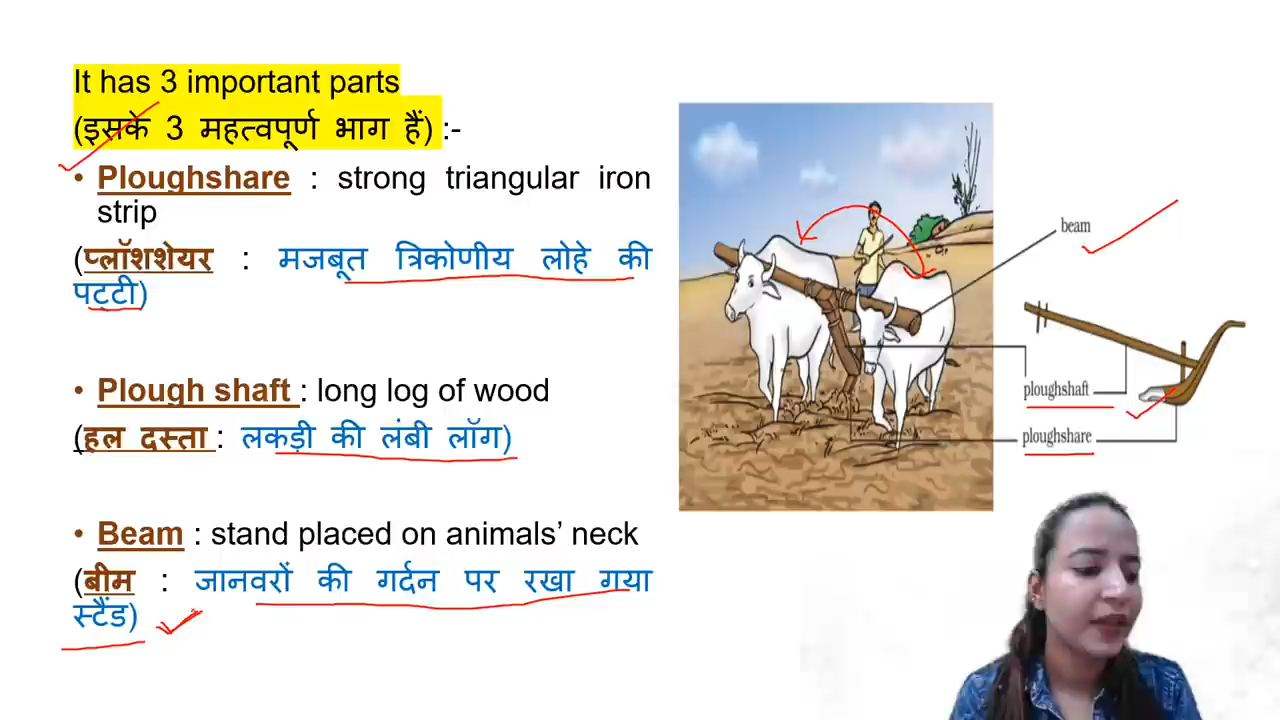 It has 3 important parts
(इसके 3 महत्वपूर्ण भाग हैं) :-
• Ploughshare : strong triangular iron
strip
(प्लॉशशेयर : मजबूत त्रिकोणीय लोहे की
पट्टी)
• Plough shaft : long log of wood
(हल दस्ता : लकड़ी की लंबी लॉग)
• Beam : stand placed on animals’ neck
(बीम : जानवरों की गर्दन पर रखा गया
स्टैंड)
beam
ploughshaft
ploughshare